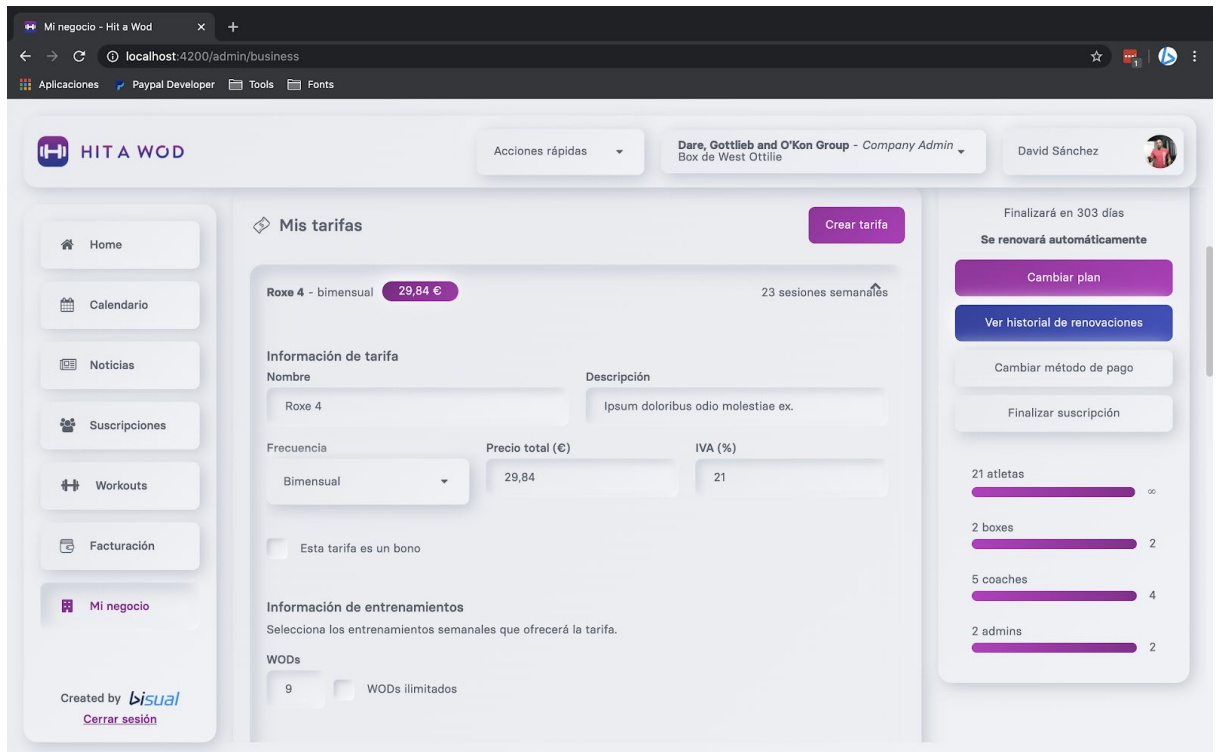 Mi negocio - Hit a Wod
localhost:4200/admin/business
1
Aplicaciones Paypal Developer Tools Fonts
HIT A WOD
Acciones rápidas
Dare, Gottlieb and O'Kon Group - Company Admin
Box de West Ottilie
David Sánchez
Home
Calendario
Noticias
Suscripciones
Workouts
Facturación
Mi negocio
Created by bisual
Cerrar sesión
Mis tarifas
Crear tarifa
Roxe 4 - bimensual 29,84 € 23 sesiones semanales
Información de tarifa
Nombre Descripción
Roxe 4 Ipsum doloribus odio molestiae ex.
Frecuencia Precio total (€) IVA (%)
Bimensual 29,84 21
Esta tarifa es un bono
Información de entrenamientos
Selecciona los entrenamientos semanales que ofrecerá la tarifa.
WODs
9 WODs ilimitados
Finalizará en 303 días
Se renovará automáticamente
Cambiar plan
Ver historial de renovaciones
Cambiar método de pago
Finalizar suscripción
21 atletas
∞
2 boxes
2
5 coaches
4
2 admins
2